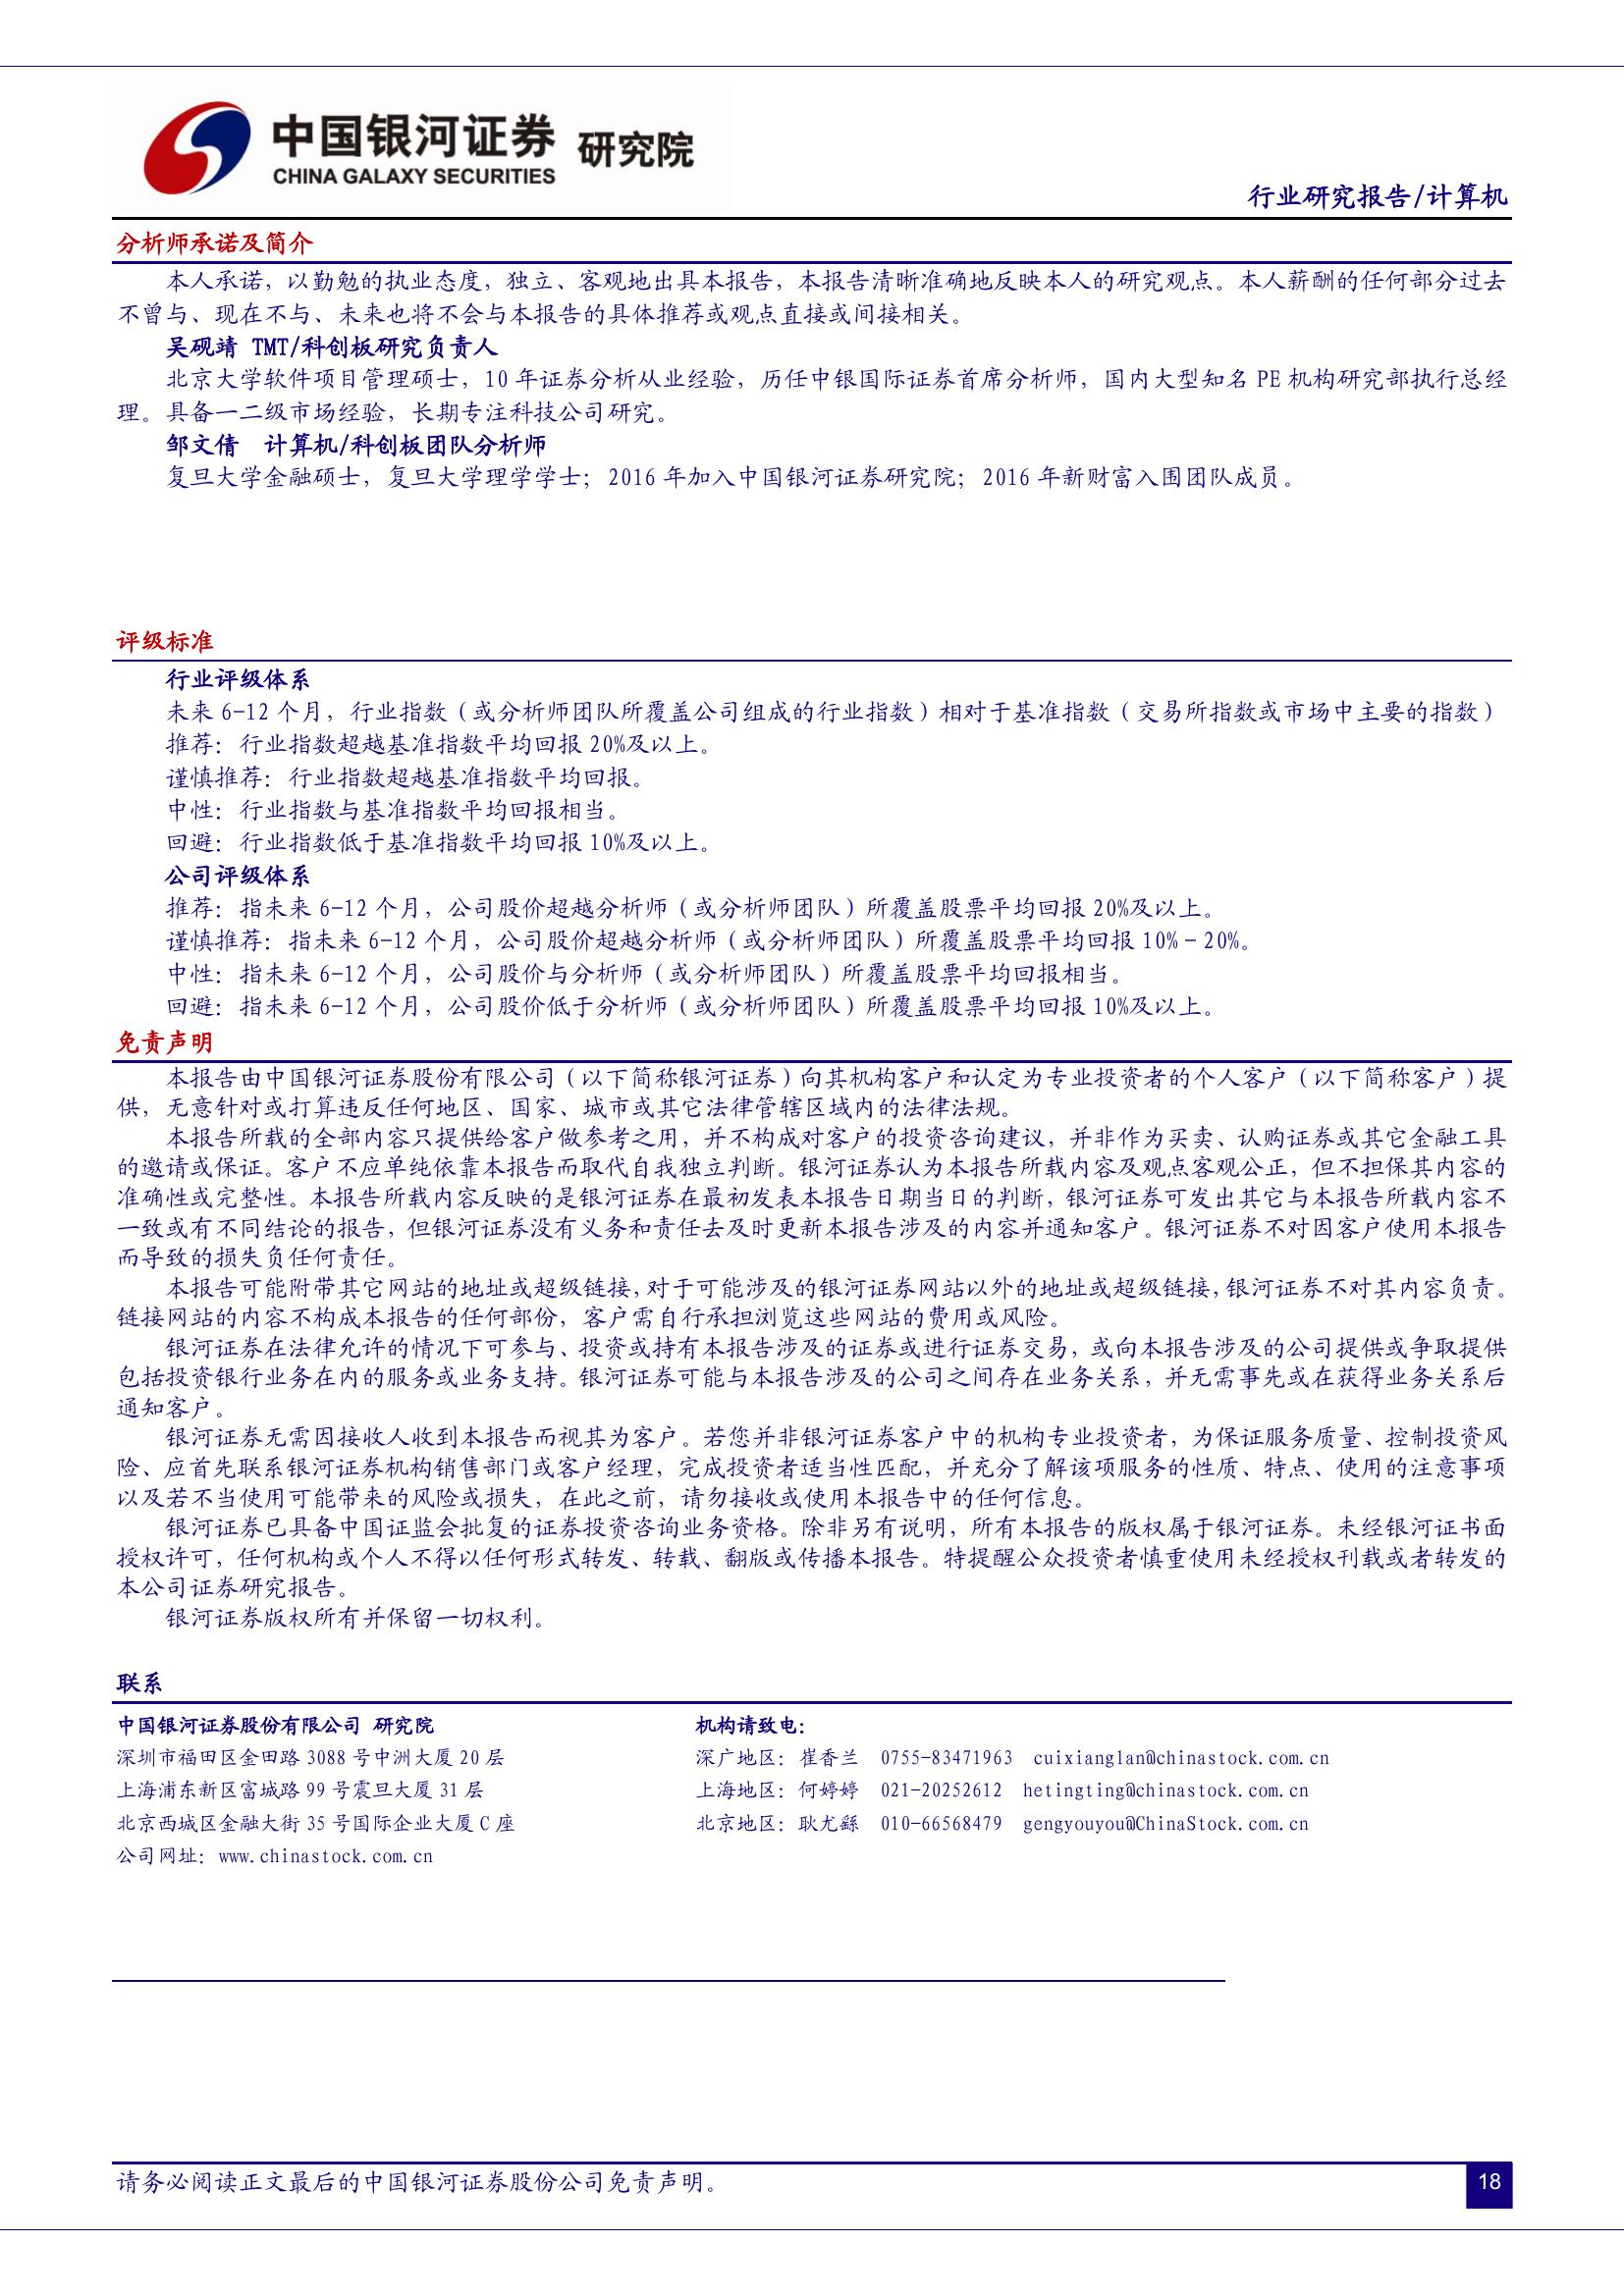 中国银河证券 研究院
CHINA GALAXY SECURITIES
行业研究报告/计算机
分析师承诺及简介
本人承诺，以勤勉的执业态度，独立、客观地出具本报告，本报告清晰准确地反映本人的研究观点。本人薪酬的任何部分过去
不曾与、现在不与、未来也将不会与本报告的具体推荐或观点直接或间接相关。
吴砚靖 TMT/科创板研究负责人
北京大学软件项目管理硕士，10 年证券分析从业经验，历任中银国际证券首席分析师，国内大型知名 PE 机构研究部执行总经
理。具备一二级市场经验，长期专注科技公司研究。
邹文倩 计算机/科创板团队分析师
复旦大学金融硕士，复旦大学理学学士；2016 年加入中国银河证券研究院；2016 年新财富入围团队成员。
评级标准
行业评级体系
未来 6-12 个月，行业指数（或分析师团队所覆盖公司组成的行业指数）相对于基准指数（交易所指数或市场中主要的指数）
推荐：行业指数超越基准指数平均回报 20%及以上。
谨慎推荐：行业指数超越基准指数平均回报。
中性：行业指数与基准指数平均回报相当。
回避：行业指数低于基准指数平均回报 10%及以上。
公司评级体系
推荐：指未来 6-12 个月，公司股价超越分析师（或分析师团队）所覆盖股票平均回报 20%及以上。
谨慎推荐：指未来 6-12 个月，公司股价超越分析师（或分析师团队）所覆盖股票平均回报 10%－20%。
中性：指未来 6-12 个月，公司股价与分析师（或分析师团队）所覆盖股票平均回报相当。
回避：指未来 6-12 个月，公司股价低于分析师（或分析师团队）所覆盖股票平均回报 10%及以上。
免责声明
本报告由中国银河证券股份有限公司（以下简称银河证券）向其机构客户和认定为专业投资者的个人客户（以下简称客户）提
供，无意针对或打算违反任何地区、国家、城市或其它法律管辖区域内的法律法规。
本报告所载的全部内容只提供给客户做参考之用，并不构成对客户的投资咨询建议，并非作为买卖、认购证券或其它金融工具
的邀请或保证。客户不应单纯依靠本报告而取代自我独立判断。银河证券认为本报告所载内容及观点客观公正，但不担保其内容的
准确性或完整性。本报告所载内容反映的是银河证券在最初发表本报告日期当日的判断，银河证券可发出其它与本报告所载内容不
一致或有不同结论的报告，但银河证券没有义务和责任去及时更新本报告涉及的内容并通知客户。银河证券不对因客户使用本报告
而导致的损失负任何责任。
本报告可能附带其它网站的地址或超级链接，对于可能涉及的银河证券网站以外的地址或超级链接，银河证券不对其内容负责。
链接网站的内容不构成本报告的任何部份，客户需自行承担浏览这些网站的费用或风险。
银河证券在法律允许的情况下可参与、投资或持有本报告涉及的证券或进行证券交易，或向本报告涉及的公司提供或争取提供
包括投资银行业务在内的服务或业务支持。银河证券可能与本报告涉及的公司之间存在业务关系，并无需事先或在获得业务关系后
通知客户。
银河证券无需因接收人收到本报告而视其为客户。若您并非银河证券客户中的机构专业投资者，为保证服务质量、控制投资风
险、应首先联系银河证券机构销售部门或客户经理，完成投资者适当性匹配，并充分了解该项服务的性质、特点、使用的注意事项
以及若不当使用可能带来的风险或损失，在此之前，请勿接收或使用本报告中的任何信息。
银河证券已具备中国证监会批复的证券投资咨询业务资格。除非另有说明，所有本报告的版权属于银河证券。未经银河证书面
授权许可，任何机构或个人不得以任何形式转发、转载、翻版或传播本报告。特提醒公众投资者慎重使用未经授权刊载或者转发的
本公司证券研究报告。
银河证券版权所有并保留一切权利。
联系
中国银河证券股份有限公司 研究院 机构请致电：
深圳市福田区金田路 3088 号中洲大厦 20 层 深广地区：崔香兰 0755-83471963 cuixianglan@chinastock.com.cn
上海浦东新区富城路 99 号震旦大厦 31 层 上海地区：何婷婷 021-20252612 hetingting@chinastock.com.cn
北京西城区金融大街 35 号国际企业大厦 C 座 北京地区：耿尤繇 010-66568479 gengyouyou@ChinaStock.com.cn
公司网址：www.chinastock.com.cn
请务必阅读正文最后的中国银河证券股份公司免责声明。
18